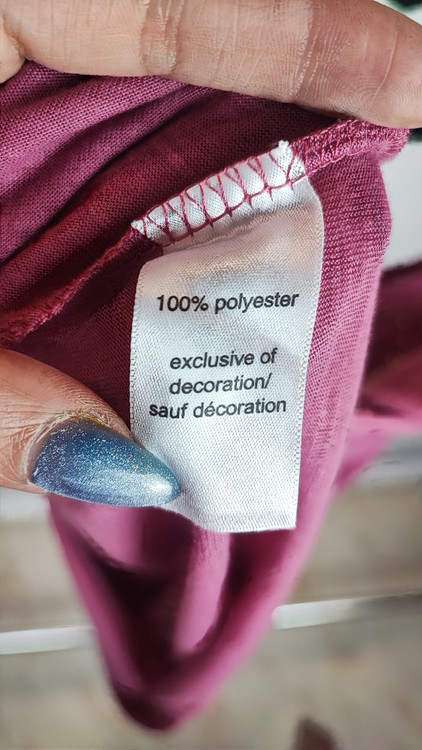 100% polyester
exclusive of
decoration/
sauf décoration